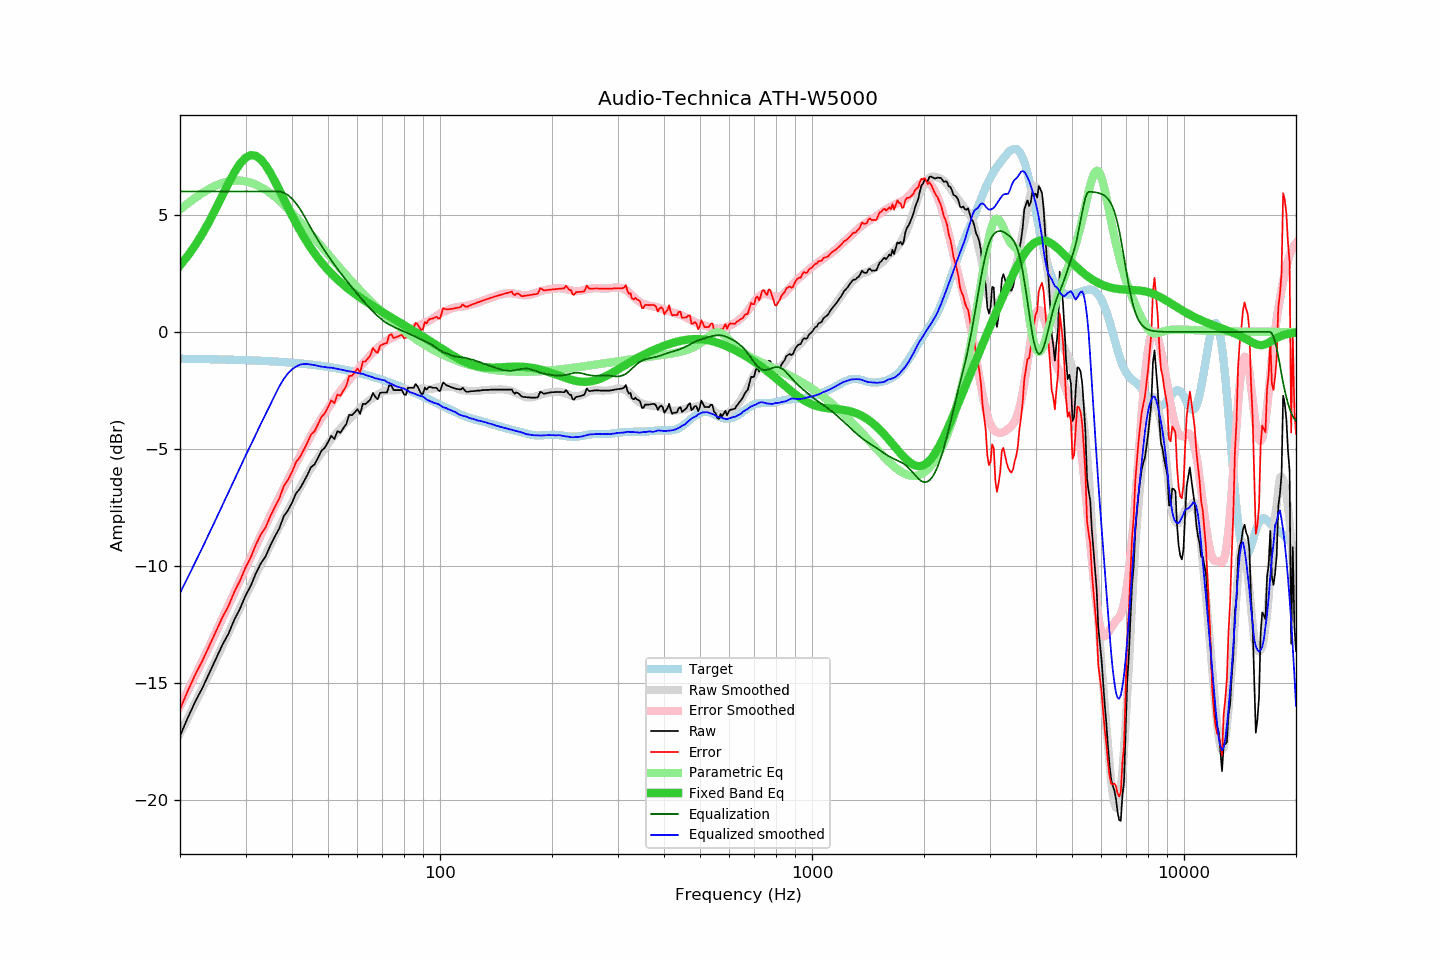 Audio-Technica ATH-W5000
Amplitude (dBr)
5
0
−5
−10
−15
−20
100
1000
10000
Frequency (Hz)
Target
Raw Smoothed
Error Smoothed
Raw
Error
Parametric Eq
Fixed Band Eq
Equalization
Equalized smoothed